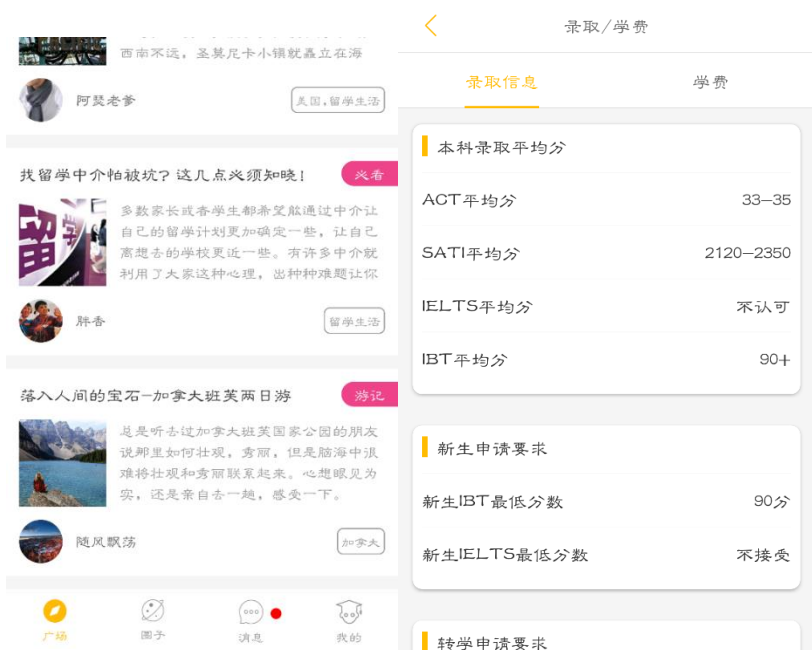 西南不远，圣莫尼卡小镇就矗立在海
阿瑟老爹
美国,留学生活
找留学中介怕被坑？这几点必须知晓！
必看
多数家长或者学生都希望能通过中介让
自己的留学计划更加确定一些，让自己
离想去的学校更近一些。有许多中介就
利用了大家这种心理，出种种难题让你
胖香
留学生活
落入人间的宝石—加拿大班芙两日游
游记
总是听去过加拿大班芙国家公园的朋友
说那里如何壮观，秀丽，但是脑海中很
难将壮观和秀丽联系起来。心想眼见为
实，还是亲自去一趟，感受一下。
随风飘荡
加拿大
广场
圈子
消息
我的
录取/学费
录取信息
学费
本科录取平均分
ACT平均分
33—35
SATI平均分
2120—2350
IELTS平均分
不认可
IBT平均分
90+
新生申请要求
新生IBT最低分数
90分
新生IELTS最低分数
不接受
转学申请要求